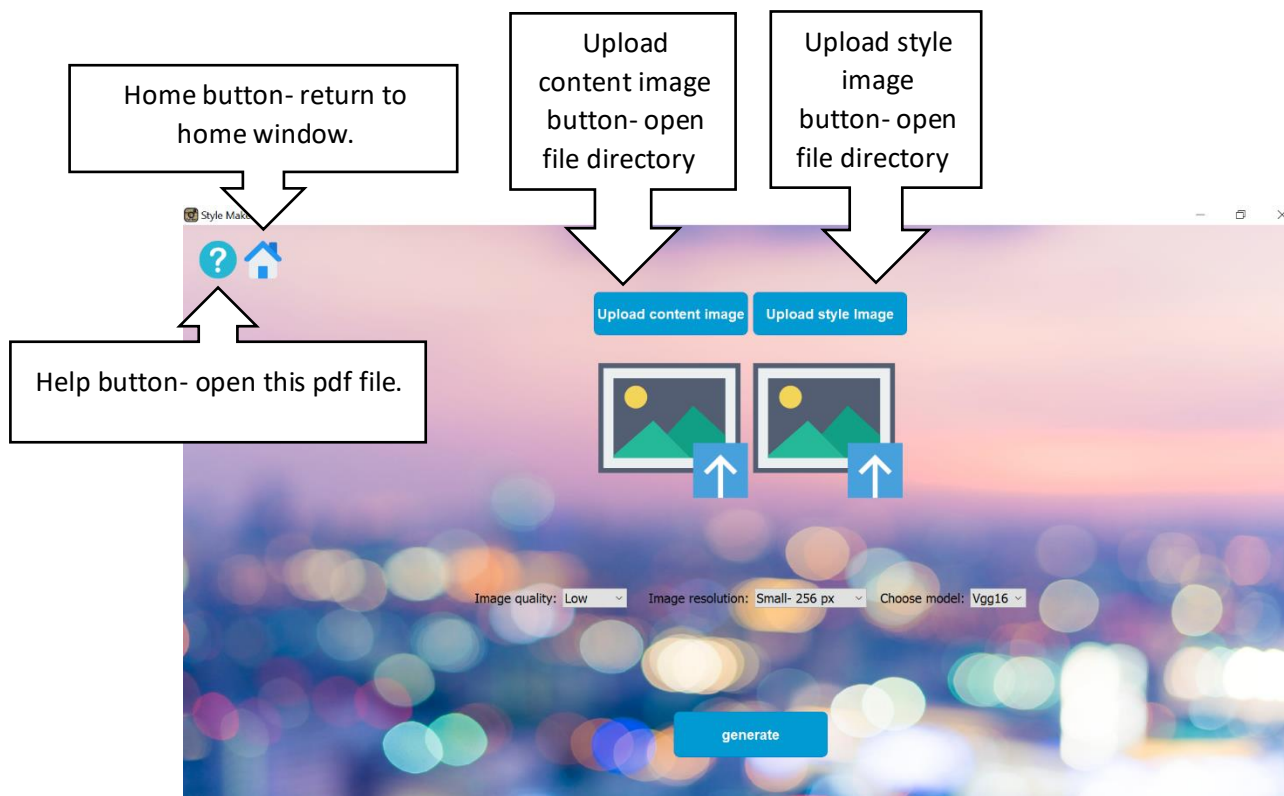 Upload
content image
button- open
file directory
Upload style
image
button- open
file directory
Home button- return to
home window.
Style Make
?
Upload content image
Upload style Image
Help button- open this pdf file.
Image quality: Low
Image resolution: Small- 256 px
Choose model: Vgg16
generate